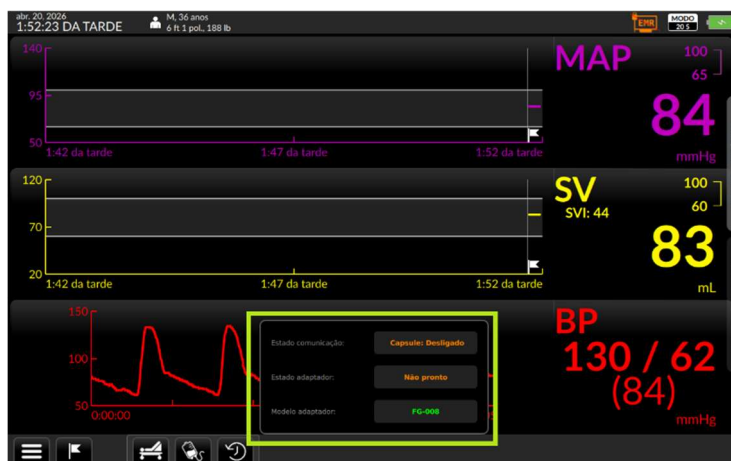 abr. 20, 2026
1:52:23 DA TARDE
M, 36 anos
6 ft 1 pol., 188 lb
EMR
MODO
20 S
140
95
50
1:42 da tarde
1:47 da tarde
1:52 da tarde
MAP
100
65
84
mmHg
120
70
20
1:42 da tarde
1:47 da tarde
1:52 da tarde
SV
SVI: 44
100
60
83
mL
150
100
50
0:00:00
Estado comunicação: Capsule: Desligado
Estado adaptador: Não pronto
Modelo adaptador: FG-008
BP
130 / 62
(84)
mmHg